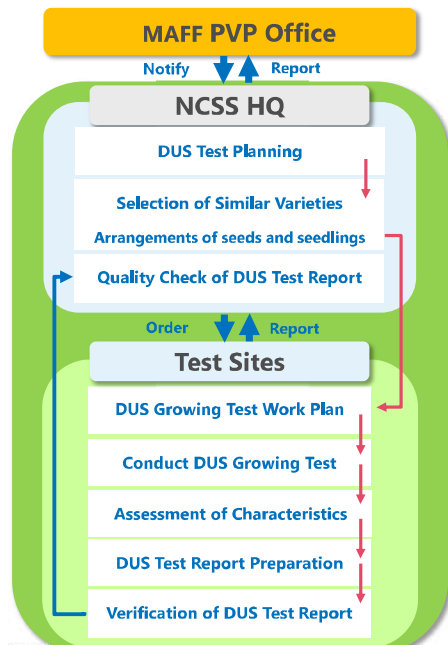 MAFF PVP Office
Notify
Report
NCSS HQ
DUS Test Planning
Selection of Similar Varieties
Arrangements of seeds and seedlings
Quality Check of DUS Test Report
Order
Report
Test Sites
DUS Growing Test Work Plan
Conduct DUS Growing Test
Assessment of Characteristics
DUS Test Report Preparation
Verification of DUS Test Report